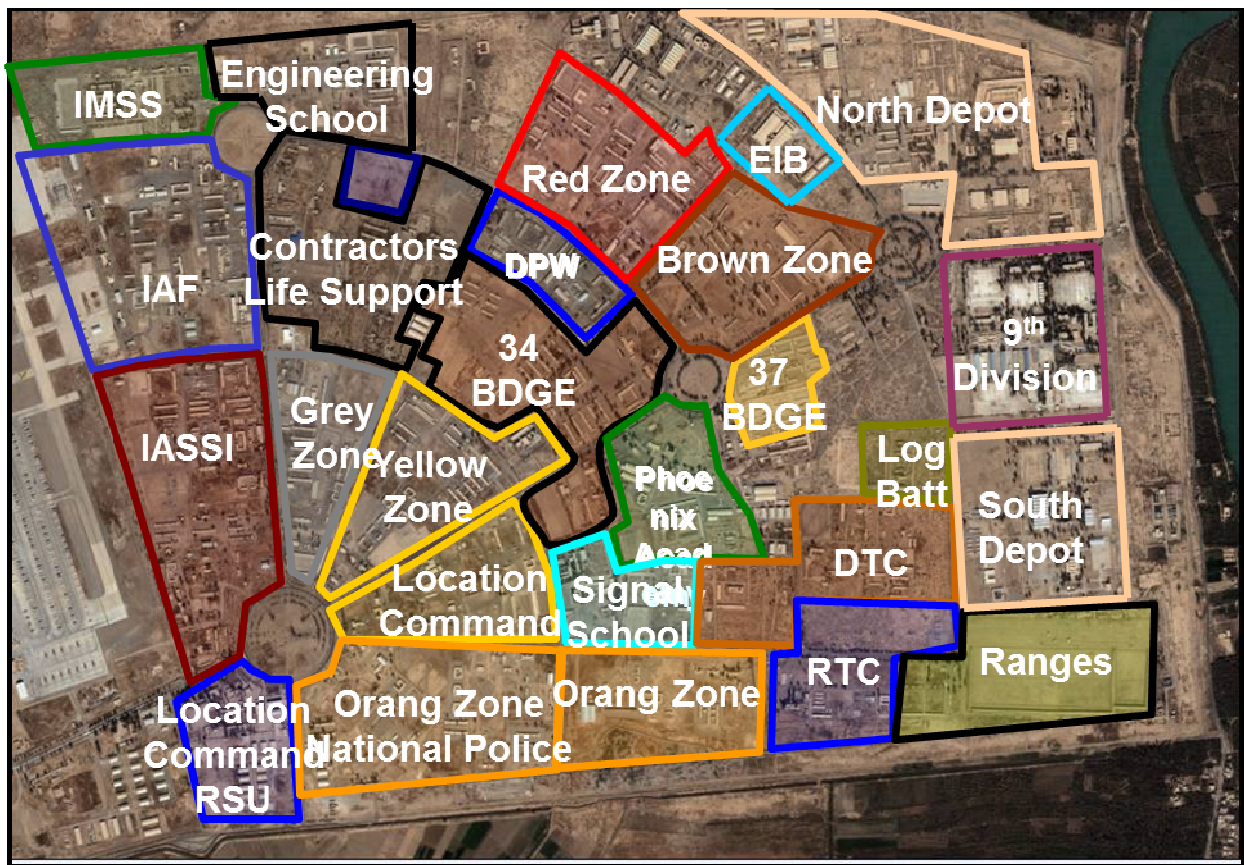 IMSS
Engineering
School
North Depot
EIB
Red Zone
Contractors
Life Support
DPW
Brown Zone
IAF
34
BDGE
9th
Division
37
BDGE
Grey
Zone
IASSI
Yellow
Zone
Log
Batt
Phoe
nix
Acad
emy
South
Depot
DTC
Location
Command
Signal
School
Ranges
RTC
Orang Zone
Orang Zone
National Police
Location
Command
RSU